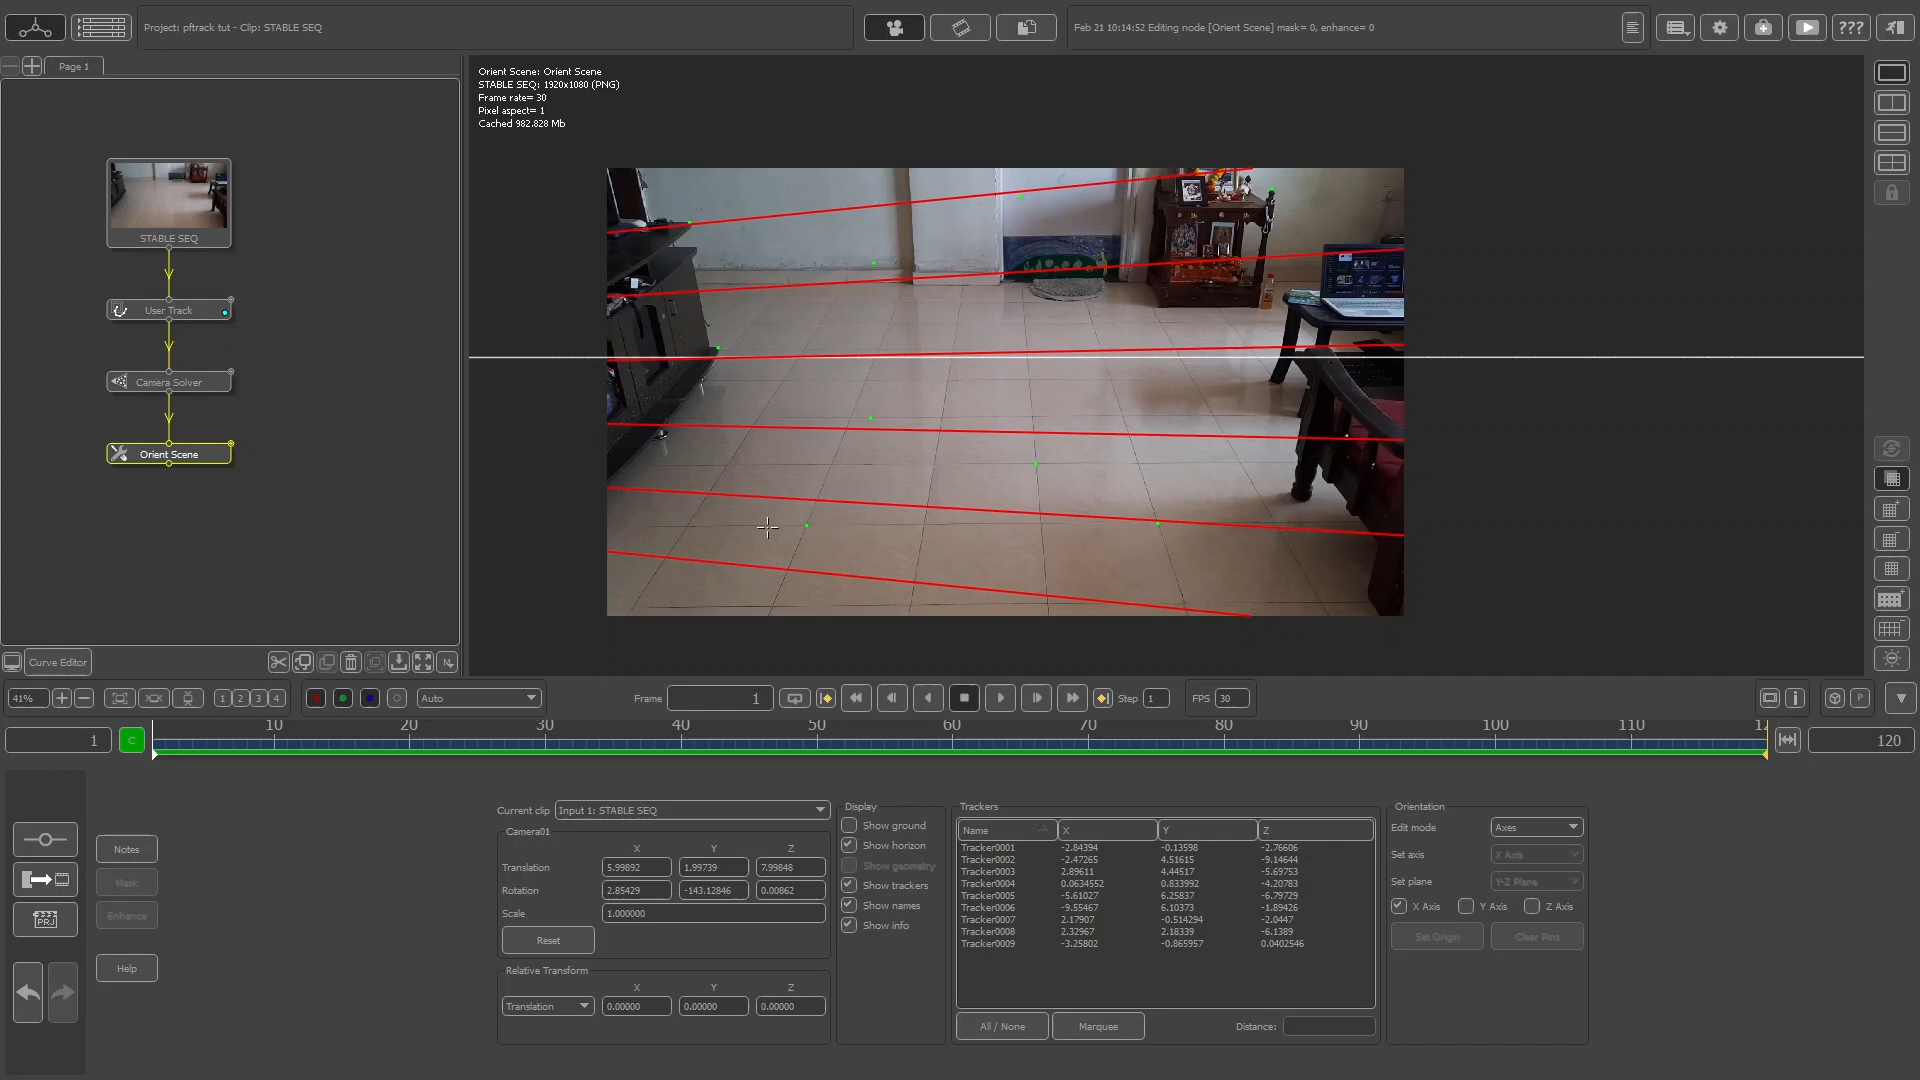 Project: pftrack tut - Clip: STABLE SEQ
Feb 21 10:14:52 Editing node [Orient Scene] mask= 0, enhance= 0
???
Page 1
Orient Scene: Orient Scene
STABLE SEQ: 1920x1080 (PNG)
Frame rate= 30
Pixel aspect= 1
Cached 982.828 Mb
STABLE SEQ
User Track
Camera Solver
Orient Scene
Curve Editor
41%
1 2 3 4
Auto
Frame 1
Step 1
FPS 30
P
1 C 10 20 30 40 50 60 70 80 90 100 110 120
Notes
Mask
Enhance
Help
PRJ
Current clip Input 1: STABLE SEQ
Camera01
X Y Z
Translation 5.99892 1.99739 7.99848
Rotation 2.85429 -143.12846 0.00862
Scale 1.000000
Reset
Relative Transform
X Y Z
Translation 0.00000 0.00000 0.00000
Display
Show ground
Show horizon
Show geometry
Show trackers
Show names
Show info
Trackers
Name X Y Z
Tracker0001 -2.84394 -0.13598 -2.76606
Tracker0002 -2.47265 4.51615 -9.14644
Tracker0003 2.89611 4.44517 -5.69753
Tracker0004 0.0634552 0.833992 -4.20783
Tracker0005 -5.61027 6.25837 -6.79729
Tracker0006 -9.55467 6.10373 -1.89426
Tracker0007 2.17907 -0.514294 -2.0447
Tracker0008 2.32967 2.18339 -6.1389
Tracker0009 -3.25802 -0.865957 0.0402546
All / None
Marquee
Distance:
Orientation
Edit mode Axes
Set axis X Axis
Set plane Y-Z Plane
X Axis Y Axis Z Axis
Set Origin
Clear Pins